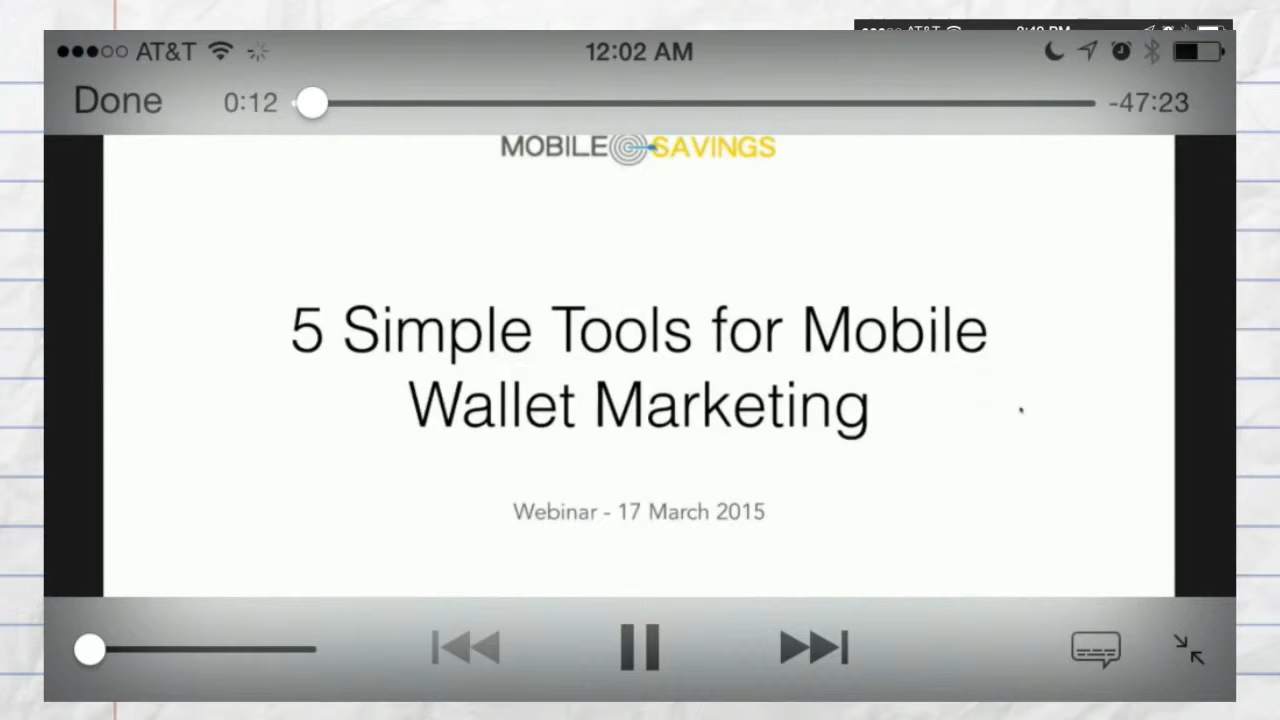 AT&T
12:02 AM
Done
0:12
-47:23
MOBILE SAVINGS
5 Simple Tools for Mobile
Wallet Marketing
Webinar - 17 March 2015